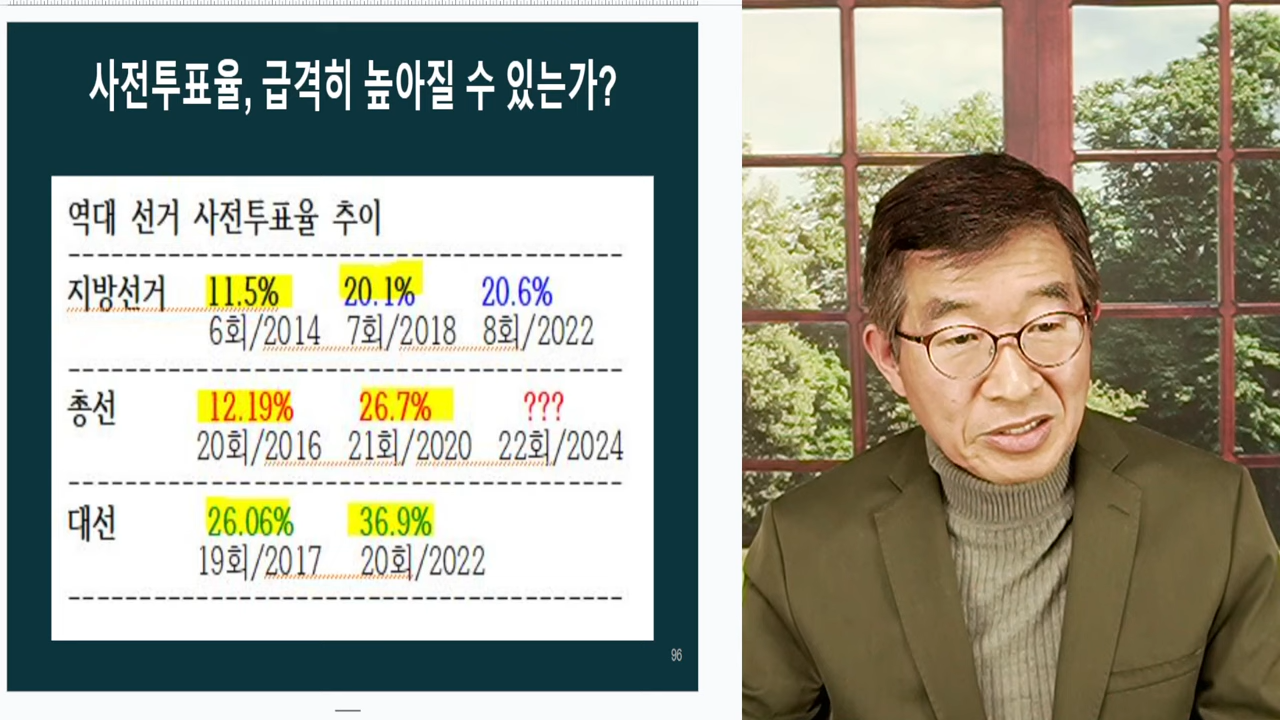 사전투표율, 급격히 높아질 수 있는가?
역대 선거 사전투표율 추이
지방선거 11.5% 20.1% 20.6%
6회/2014 7회/2018 8회/2022
총선 12.19% 26.7% ???
20회/2016 21회/2020 22회/2024
대선 26.06% 36.9%
19회/2017 20회/2022
96